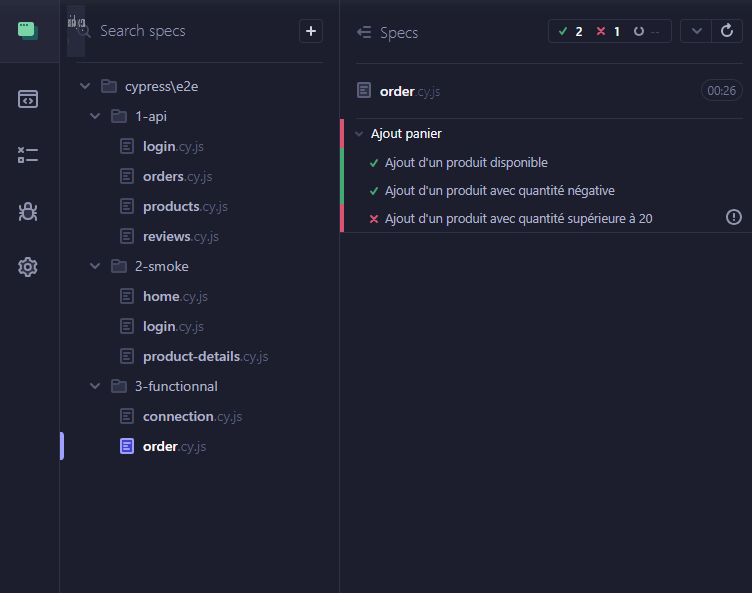 Search specs
cypress\e2e
1-api
login.cy.js
orders.cy.js
products.cy.js
reviews.cy.js
2-smoke
home.cy.js
login.cy.js
product-details.cy.js
3-functionnal
connection.cy.js
order.cy.js
Specs
2 1 --
order.cy.js 00:26
Ajout panier
Ajout d'un produit disponible
Ajout d'un produit avec quantité négative
Ajout d'un produit avec quantité supérieure à 20